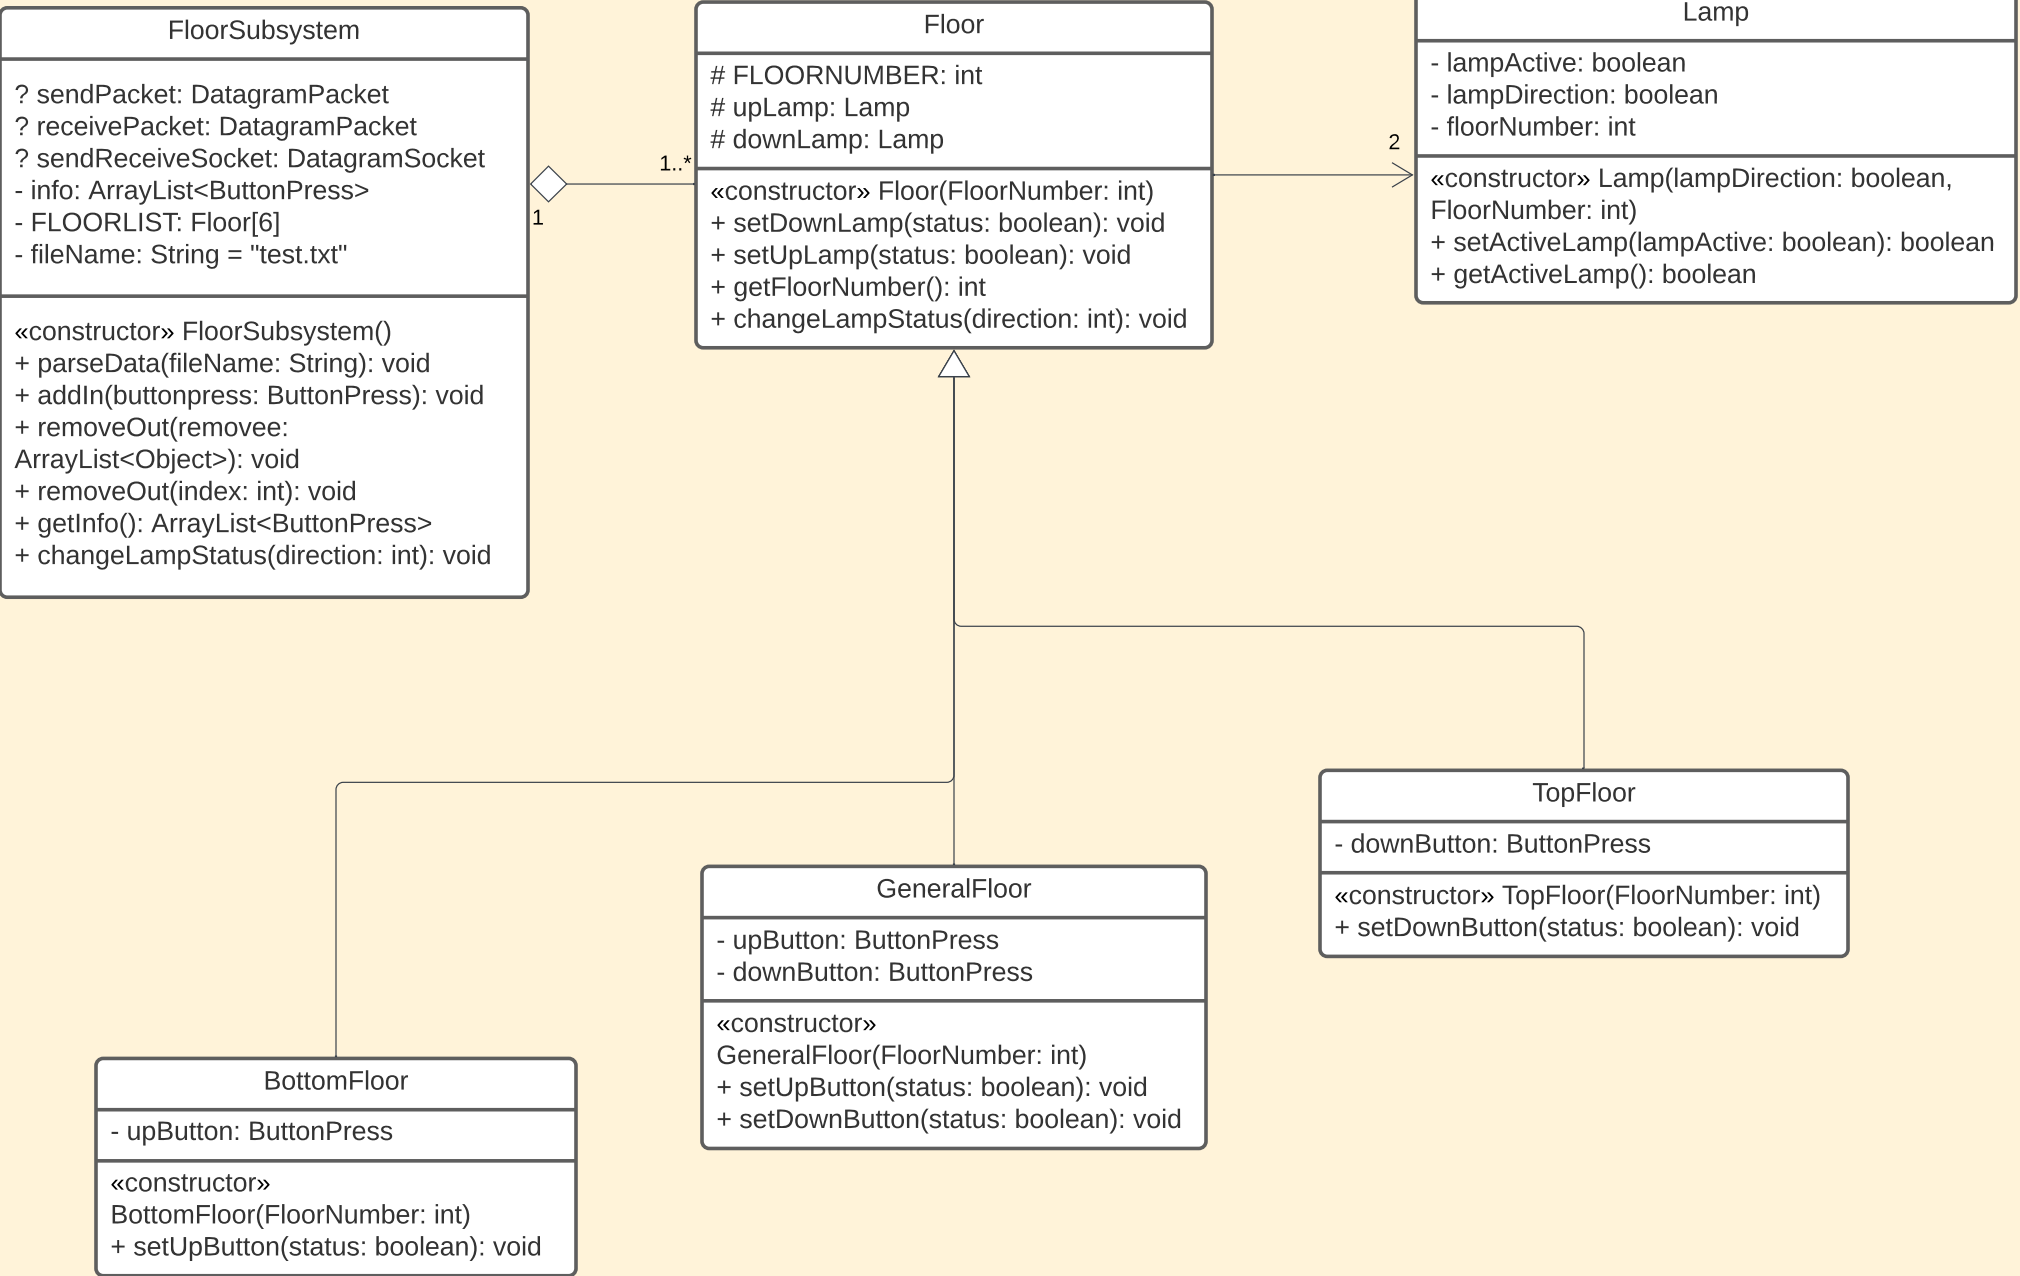 FloorSubsystem
? sendPacket: DatagramPacket
? receivePacket: DatagramPacket
? sendReceiveSocket: DatagramSocket
- info: ArrayList<ButtonPress>
- FLOORLIST: Floor[6]
- fileName: String = "test.txt"
«constructor» FloorSubsystem()
+ parseData(fileName: String): void
+ addIn(buttonpress: ButtonPress): void
+ removeOut(removee:
ArrayList<Object>): void
+ removeOut(index: int): void
+ getInfo(): ArrayList<ButtonPress>
+ changeLampStatus(direction: int): void
1
1..*
Floor
# FLOORNUMBER: int
# upLamp: Lamp
# downLamp: Lamp
«constructor» Floor(FloorNumber: int)
+ setDownLamp(status: boolean): void
+ setUpLamp(status: boolean): void
+ getFloorNumber(): int
+ changeLampStatus(direction: int): void
2
Lamp
- lampActive: boolean
- lampDirection: boolean
- floorNumber: int
«constructor» Lamp(lampDirection: boolean,
FloorNumber: int)
+ setActiveLamp(lampActive: boolean): boolean
+ getActiveLamp(): boolean
BottomFloor
- upButton: ButtonPress
«constructor»
BottomFloor(FloorNumber: int)
+ setUpButton(status: boolean): void
GeneralFloor
- upButton: ButtonPress
- downButton: ButtonPress
«constructor»
GeneralFloor(FloorNumber: int)
+ setUpButton(status: boolean): void
+ setDownButton(status: boolean): void
TopFloor
- downButton: ButtonPress
«constructor» TopFloor(FloorNumber: int)
+ setDownButton(status: boolean): void